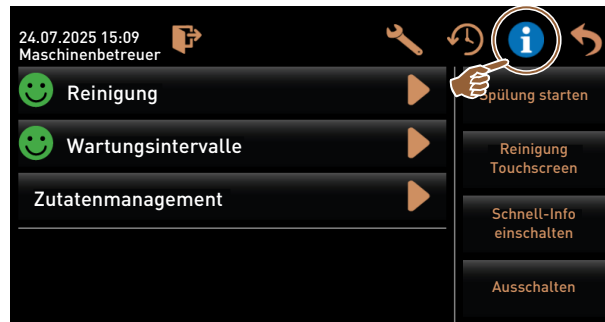 24.07.2025 15:09
Maschinenbetreuer
Reinigung
Wartungsintervalle
Zutatenmanagement
Spülung starten
Reinigung
Touchscreen
Schnell-Info
einschalten
Ausschalten